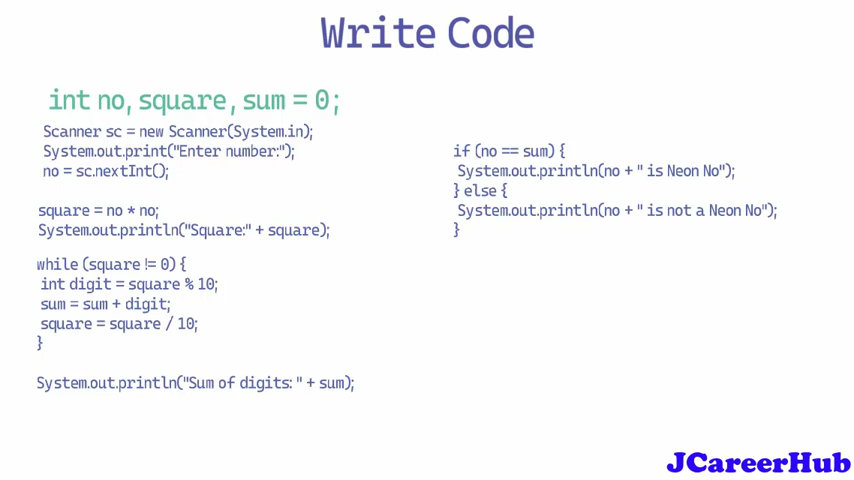 Write Code
int no, square, sum = 0;
Scanner sc = new Scanner(System.in);
System.out.print("Enter number:");
no = sc.nextInt();
square = no * no;
System.out.println("Square:" + square);
while (square != 0) {
int digit = square % 10;
sum = sum + digit;
square = square / 10;
}
System.out.println("Sum of digits: " + sum);
if (no == sum) {
System.out.println(no + " is Neon No");
} else {
System.out.println(no + " is not a Neon No");
}
JCareerHub